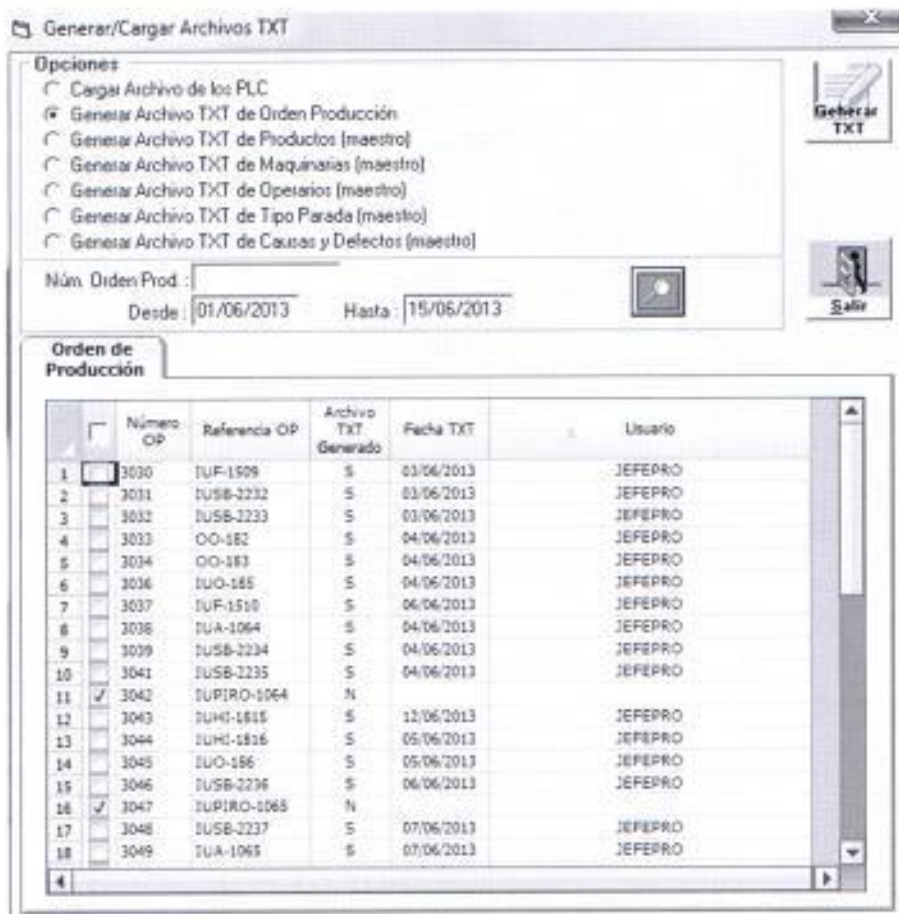 Generar/Cargar Archivos TXT
Opciones
Cargar Archivo de los PLC
Generar Archivo TXT de Orden Producción
Generar Archivo TXT de Productos (maestro)
Generar Archivo TXT de Maquinarias (maestro)
Generar Archivo TXT de Operarios (maestro)
Generar Archivo TXT de Tipo Parada (maestro)
Generar Archivo TXT de Causas y Defectos (maestro)
Generar TXT
Núm. Orden Prod. :
Desde : 01/06/2013 Hasta : 15/06/2013
Salir
Orden de Producción
Número OP Referencia OP Archivo TXT Generado Fecha TXT Usuario
1 3030 IUF-1509 S 03/06/2013 JEFEPRO
2 3031 IUSB-2232 S 03/06/2013 JEFEPRO
3 3032 IUSB-2233 S 03/06/2013 JEFEPRO
4 3033 OO-182 S 04/06/2013 JEFEPRO
5 3034 OO-183 S 04/06/2013 JEFEPRO
6 3036 IUO-185 S 04/06/2013 JEFEPRO
7 3037 IUF-1510 S 06/06/2013 JEFEPRO
8 3038 IUA-1064 S 04/06/2013 JEFEPRO
9 3039 IUSB-2234 S 04/06/2013 JEFEPRO
10 3041 IUSB-2235 S 04/06/2013 JEFEPRO
11 3042 IUPIRO-1064 N
12 3043 IUHI-1815 S 12/06/2013 JEFEPRO
13 3044 IUHI-1816 S 05/06/2013 JEFEPRO
14 3045 IUO-186 S 05/06/2013 JEFEPRO
15 3046 IUSB-2236 S 06/06/2013 JEFEPRO
16 3047 IUPIRO-1065 N
17 3048 IUSB-2237 S 07/06/2013 JEFEPRO
18 3049 IUA-1065 S 07/06/2013 JEFEPRO